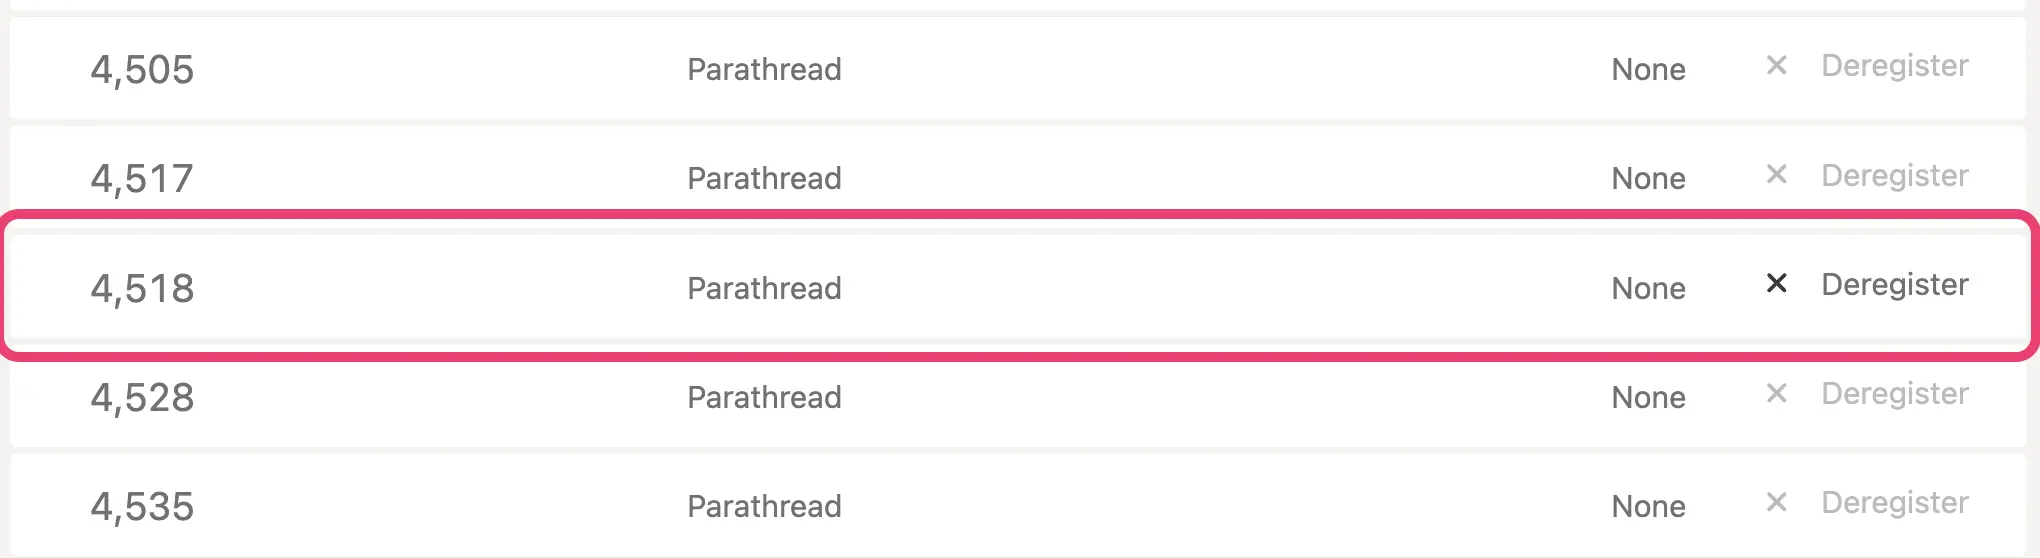 4,505 Parathread None × Deregister
4,517 Parathread None × Deregister
4,518 Parathread None × Deregister
4,528 Parathread None × Deregister
4,535 Parathread None × Deregister